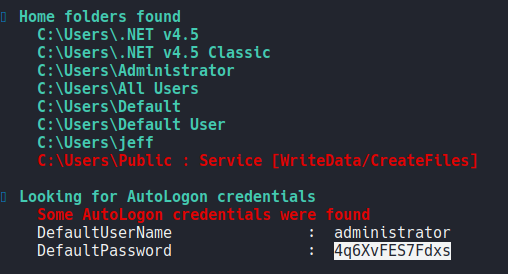 Home folders found
C:\Users\.NET v4.5
C:\Users\.NET v4.5 Classic
C:\Users\Administrator
C:\Users\All Users
C:\Users\Default
C:\Users\Default User
C:\Users\jeff
C:\Users\Public : Service [WriteData/CreateFiles]
Looking for AutoLogon credentials
Some AutoLogon credentials were found
DefaultUserName : administrator
DefaultPassword : 4q6XvFES7Fdxs